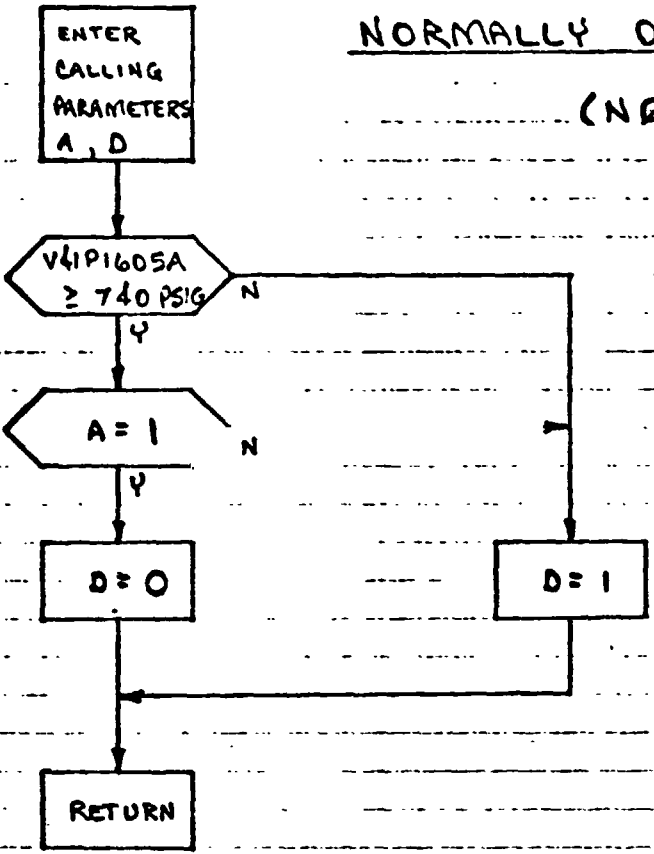 ENTER
CALLING
PARAMETERS
A, D
NORMALLY
V41P1605A
≥ 740 PSIG
N
Y
A = 1
N
Y
D = 0
D = 1
RETURN